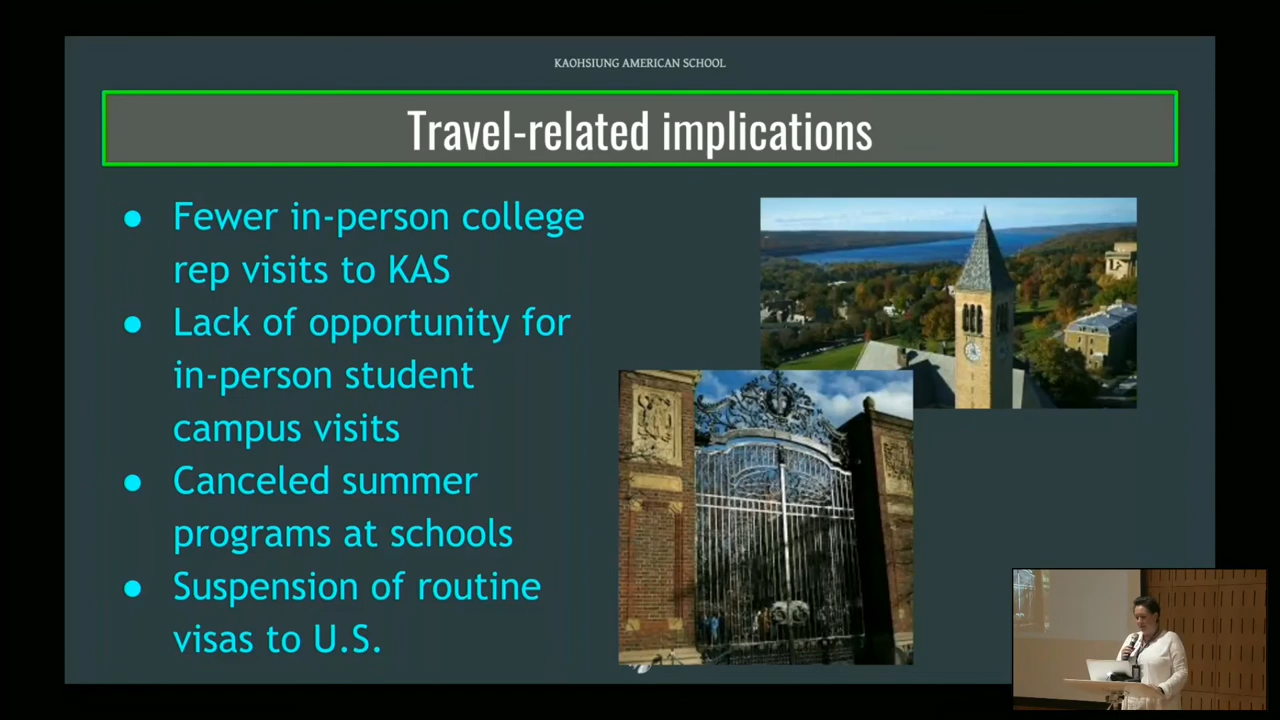 KAOHSIUNG AMERICAN SCHOOL
Travel-related implications
● Fewer in-person college
rep visits to KAS
● Lack of opportunity for
in-person student
campus visits
● Canceled summer
programs at schools
● Suspension of routine
visas to U.S.